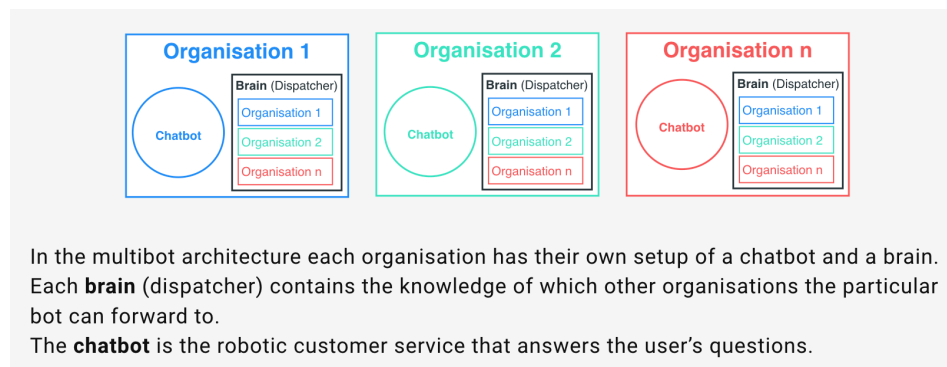 Organisation 1
Brain (Dispatcher)
Chatbot
Organisation 1
Organisation 2
Organisation n
Organisation 2
Brain (Dispatcher)
Chatbot
Organisation 1
Organisation 2
Organisation n
Organisation n
Brain (Dispatcher)
Chatbot
Organisation 1
Organisation 2
Organisation n
In the multibot architecture each organisation has their own setup of a chatbot and a brain.
Each brain (dispatcher) contains the knowledge of which other organisations the particular
bot can forward to.
The chatbot is the robotic customer service that answers the user’s questions.